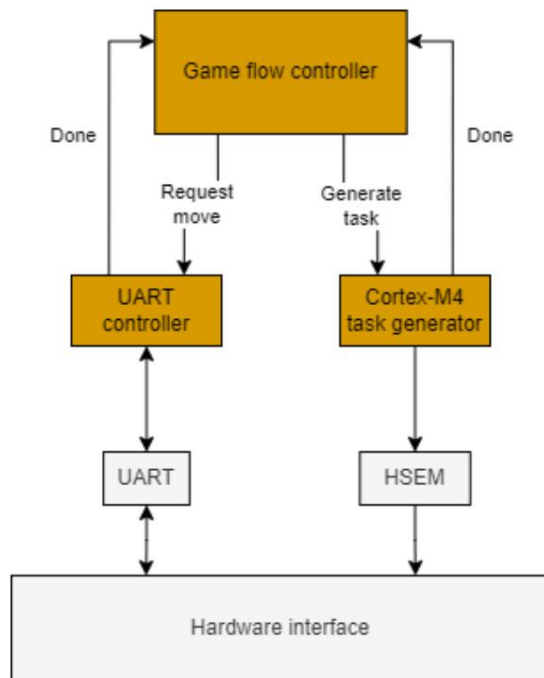 Game flow controller
Done
Done
Request
move
Generate
task
UART
controller
Cortex-M4
task generator
UART
HSEM
Hardware interface